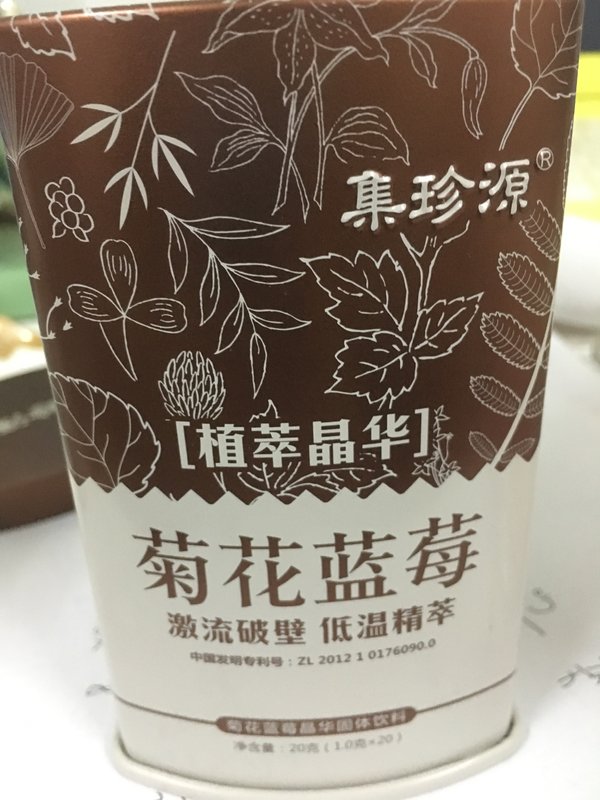 集珍源®
[植萃晶华]
菊花蓝莓
激流破壁 低温精萃
中国发明专利号：ZL 2012 1 0176090.0
菊花蓝莓晶华固体饮料
净含量：20克（1.0克×20）